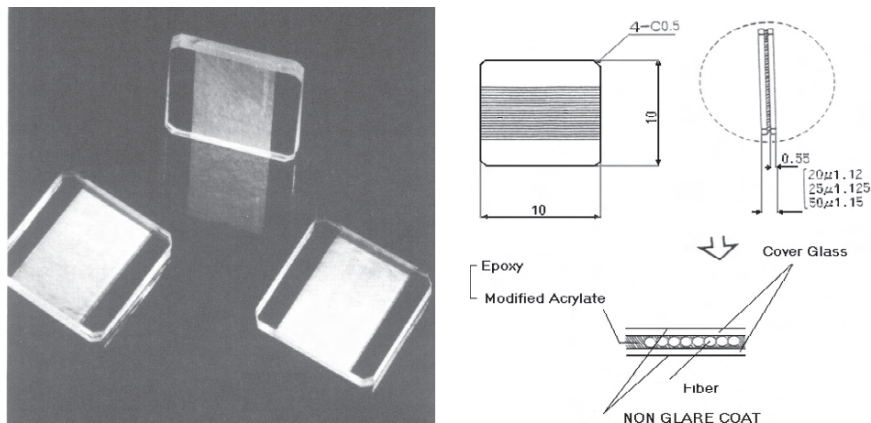 4-C0.5
10
10
0.55
20μ1.12
25μ1.125
50μ1.15
Cover Glass
Epoxy
Modified Acrylate
Fiber
NON GLARE COAT